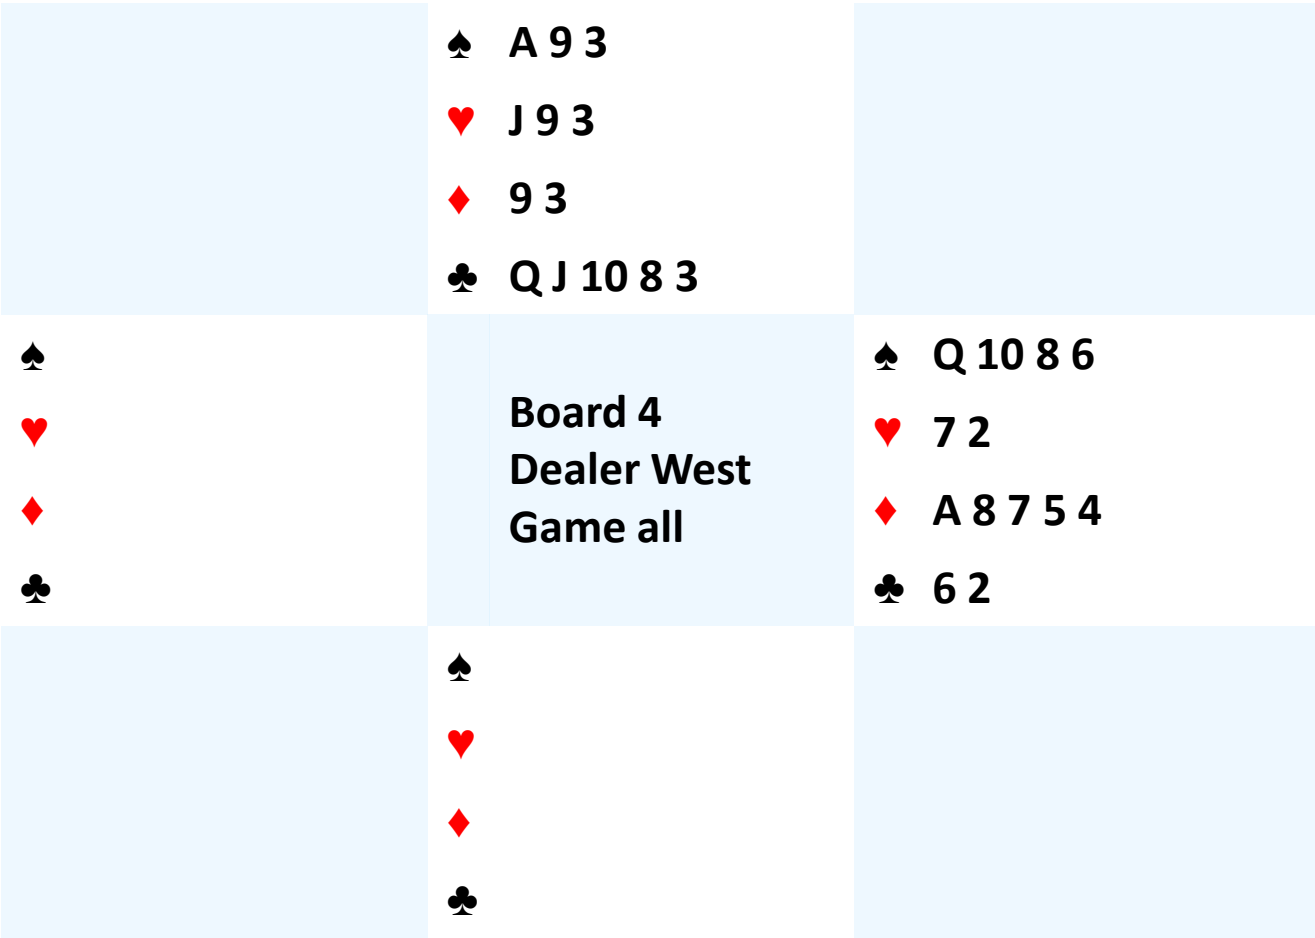 ♠ A 9 3
♥ J 9 3
♦ 9 3
♣ Q J 10 8 3
♠
♥
♦
♣
Board 4
Dealer West
Game all
♠ Q 10 8 6
♥ 7 2
♦ A 8 7 5 4
♣ 6 2
♠
♥
♦
♣